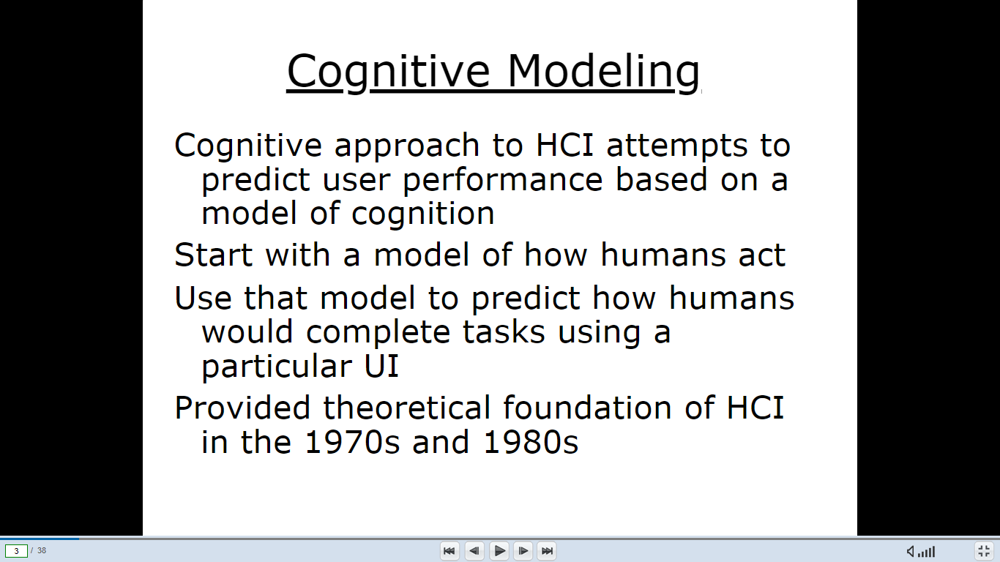 Cognitive Modeling
Cognitive approach to HCI attempts to
predict user performance based on a
model of cognition
Start with a model of how humans act
Use that model to predict how humans
would complete tasks using a
particular UI
Provided theoretical foundation of HCI
in the 1970s and 1980s
3 / 38